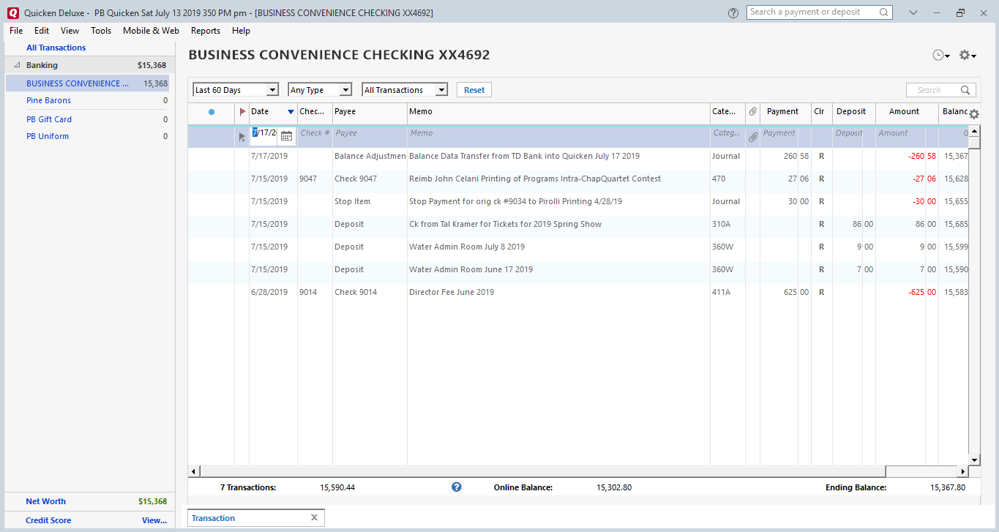 Quicken Deluxe - PB Quicken Sat July 13 2019 350 PM pm - [BUSINESS CONVENIENCE CHECKING XX4692]
Search a payment or deposit
File Edit View Tools Mobile & Web Reports Help
All Transactions
Banking $15,368
BUSINESS CONVENIENCE ... 15,368
Pine Barons 0
PB Gift Card 0
PB Uniform 0
Net Worth $15,368
Credit Score View...
BUSINESS CONVENIENCE CHECKING XX4692
Last 60 Days Any Type All Transactions Reset Search
Date Chec... Payee Memo Cate... Payment Clr Deposit Amount Balanc
7/17/2 Check # Payee Memo Categ... Payment Deposit Amount 0
7/17/2019 Balance Adjustmen Balance Data Transfer from TD Bank into Quicken July 17 2019 Journal 260 58 R -260 58 15,367
7/15/2019 9047 Check 9047 Reimb John Celani Printing of Programs Intra-ChapQuartet Contest 470 27 06 R -27 06 15,628
7/15/2019 Stop Item Stop Payment for orig ck #9034 to Pirolli Printing 4/28/19 Journal 30 00 R -30 00 15,655
7/15/2019 Deposit Ck from Tal Kramer for Tickets for 2019 Spring Show 310A R 86 00 86 00 15,685
7/15/2019 Deposit Water Admin Room July 8 2019 360W R 9 00 9 00 15,599
7/15/2019 Deposit Water Admin Room June 17 2019 360W R 7 00 7 00 15,590
6/28/2019 9014 Check 9014 Director Fee June 2019 411A 625 00 R -625 00 15,583
7 Transactions: 15,590.44 ? Online Balance: 15,302.80 Ending Balance: 15,367.80
Transaction